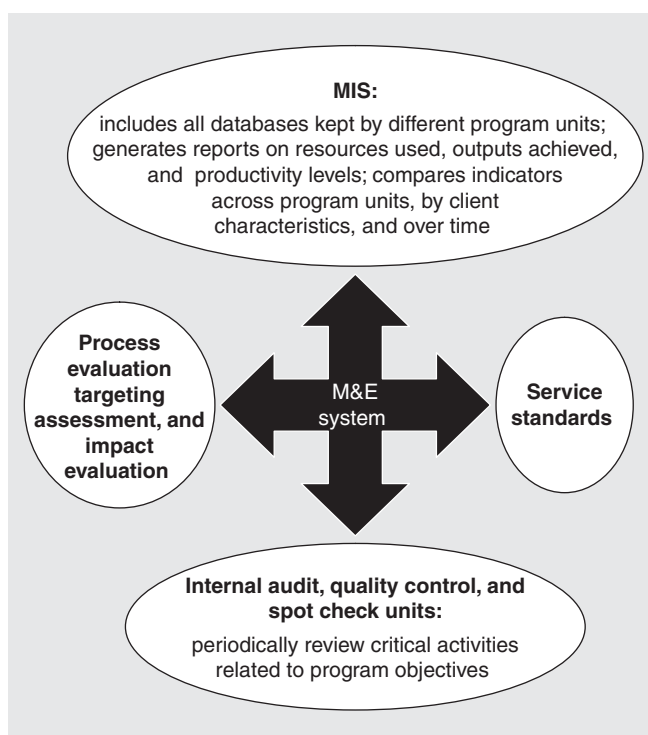 MIS:
includes all databases kept by different program units;
generates reports on resources used, outputs achieved,
and productivity levels; compares indicators
across program units, by client
characteristics, and over time
Process
evaluation
targeting
assessment, and
impact
evaluation
M&E
system
Service
standards
Internal audit, quality control, and
spot check units:
periodically review critical activities
related to program objectives